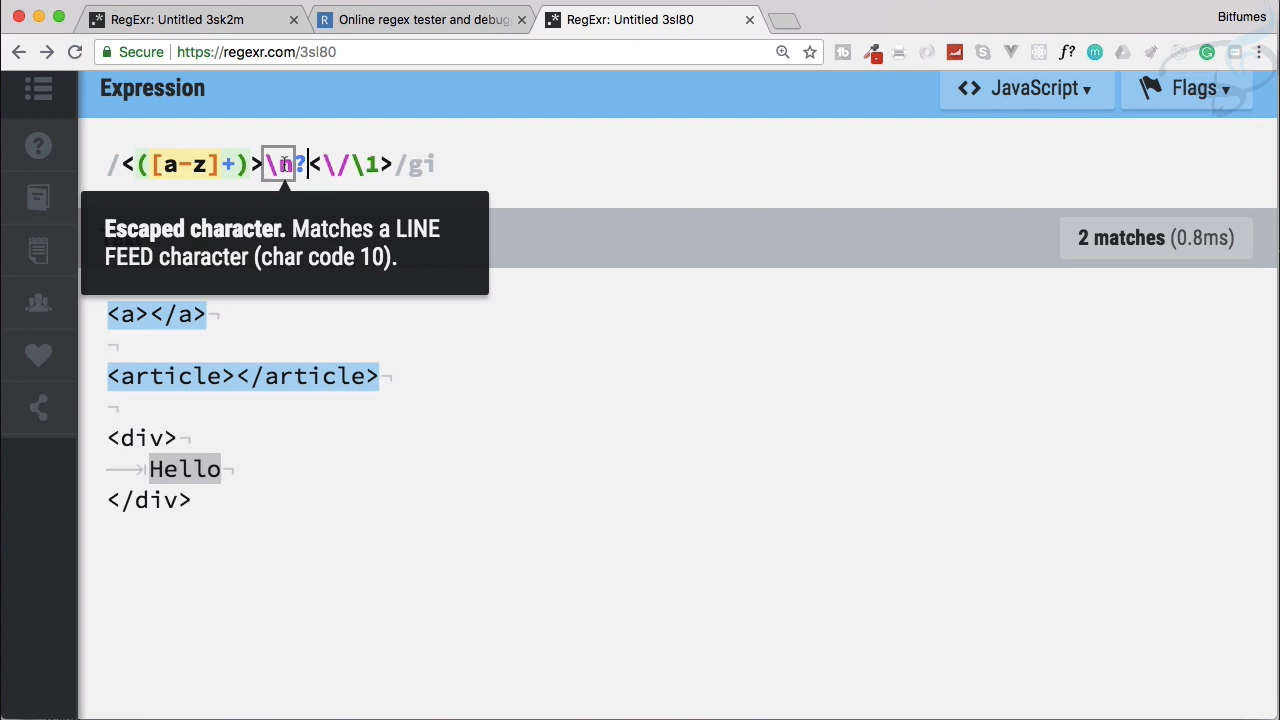 RegExr: Untitled 3sk2m
Online regex tester and debug
RegExr: Untitled 3sl80
Bitfumes
Secure https://regexr.com/3sl80
Expression
JavaScript
Flags
/<([a-z]+)>\n?<\/\1>/gi
Escaped character. Matches a LINE
FEED character (char code 10).
2 matches (0.8ms)
<a></a>
<article></article>
<div>
Hello
</div>